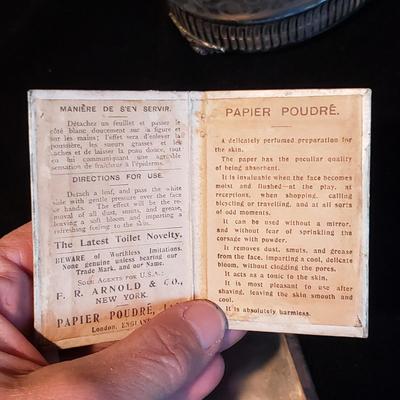 MANIÈRE DE S'EN SERVIR.
Détachez un feuillet et passez le
côté blanc doucement sur la figure et
sur les mains; l'effet sera d'enlever la
poussière, les sueurs grasses et les
taches et de laisser la peau douce, tout
en lui communiquant une agréable
sensation de fraîcheur à l'épiderme.
DIRECTIONS FOR USE.
Detach a leaf, and pass the white
side with gentle pressure over the face
The effect will be the re-
moval of all dust, smuts, and grease,
leaving a soft bloom and imparting a
refreshing feeling to the skin.
The Latest Toilet Novelty.
BEWARE of Worthless Imitations.
None genuine unless bearing our
Trade Mark, and our Name.
SOLE AGENTS FOR U.S.A.:
F. R. ARNOLD & CO.,
NEW YORK.
PAPIER POUDRÉ,
London, ENGLAND
PAPIER POUDRÉ.
A delicately perfumed preparation for
the skin.
The paper has the peculiar quality
of being absorbent.
It is invaluable when the face becomes
moist and flushed—at the play, at
receptions, when shopping, calling
bicycling or travelling, and at all sorts
of odd moments.
It can be used without a mirror,
and without fear of sprinkling the
corsage with powder.
It removes dust, smuts, and grease
from the face, imparting a cool, delicate
bloom, without clogging the pores.
It acts as a tonic to the skin.
It is most pleasant to use after
shaving, leaving the skin smooth and
cool.
It is absolutely harmless.